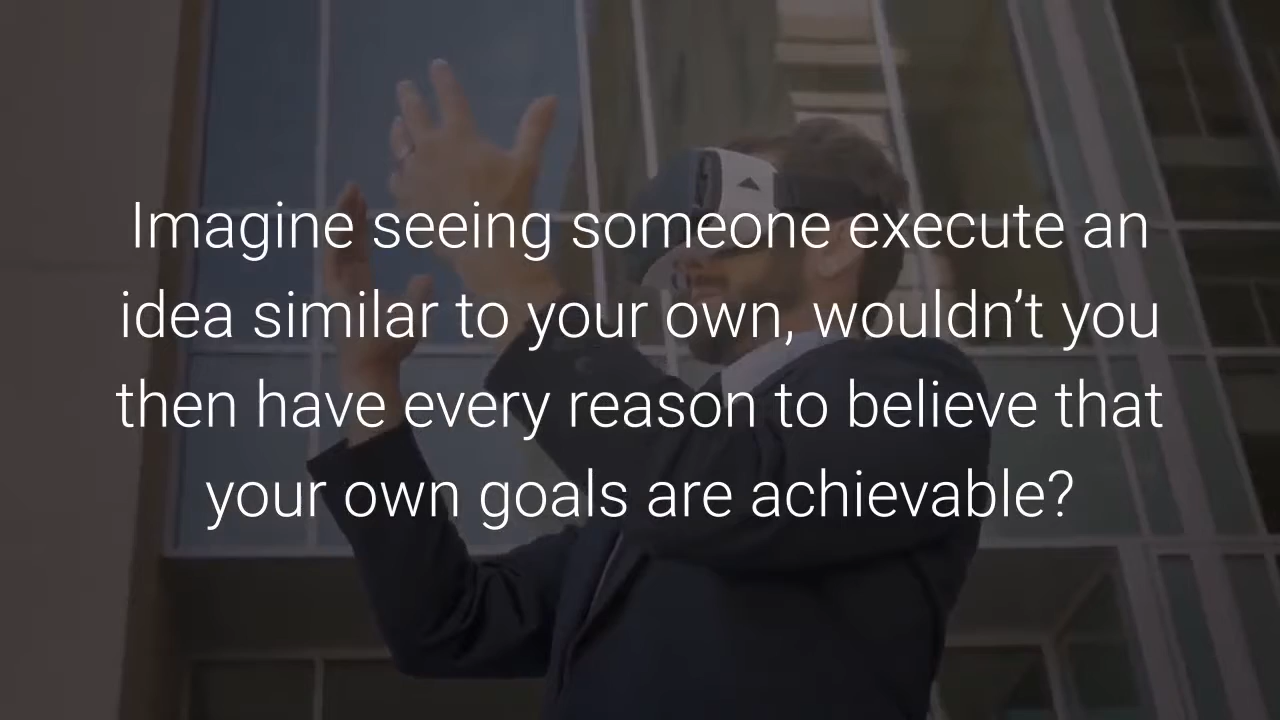 Imagine seeing someone execute an
idea similar to your own, wouldn’t you
then have every reason to believe that
your own goals are achievable?